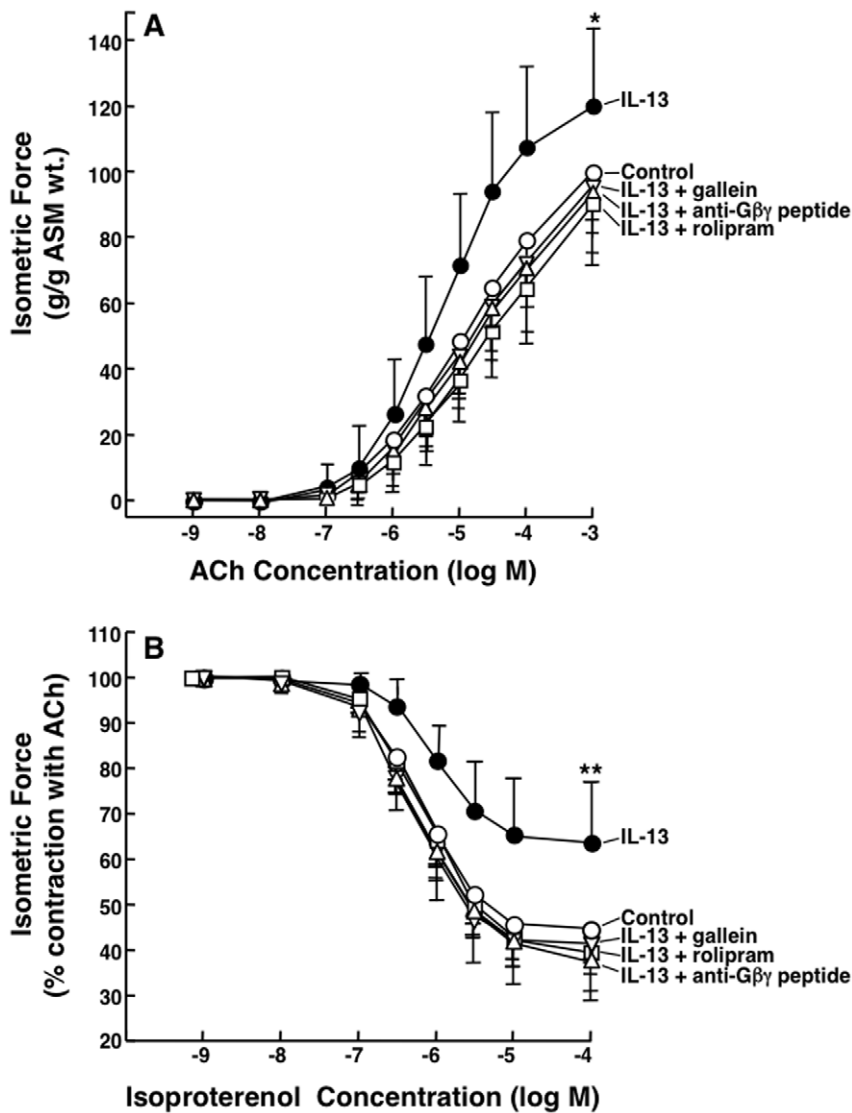 A
Isometric Force
(g/g ASM wt.)
140
120
100
80
60
40
20
0
*
IL-13
Control
IL-13 + gallein
IL-13 + anti-Gβγ peptide
IL-13 + rolipram
-9 -8 -7 -6 -5 -4 -3
ACh Concentration (log M)
B
Isometric Force
(% contraction with ACh)
110
100
90
80
70
60
50
40
30
20
**
IL-13
Control
IL-13 + gallein
IL-13 + rolipram
IL-13 + anti-Gβγ peptide
-9 -8 -7 -6 -5 -4
Isoproterenol Concentration (log M)